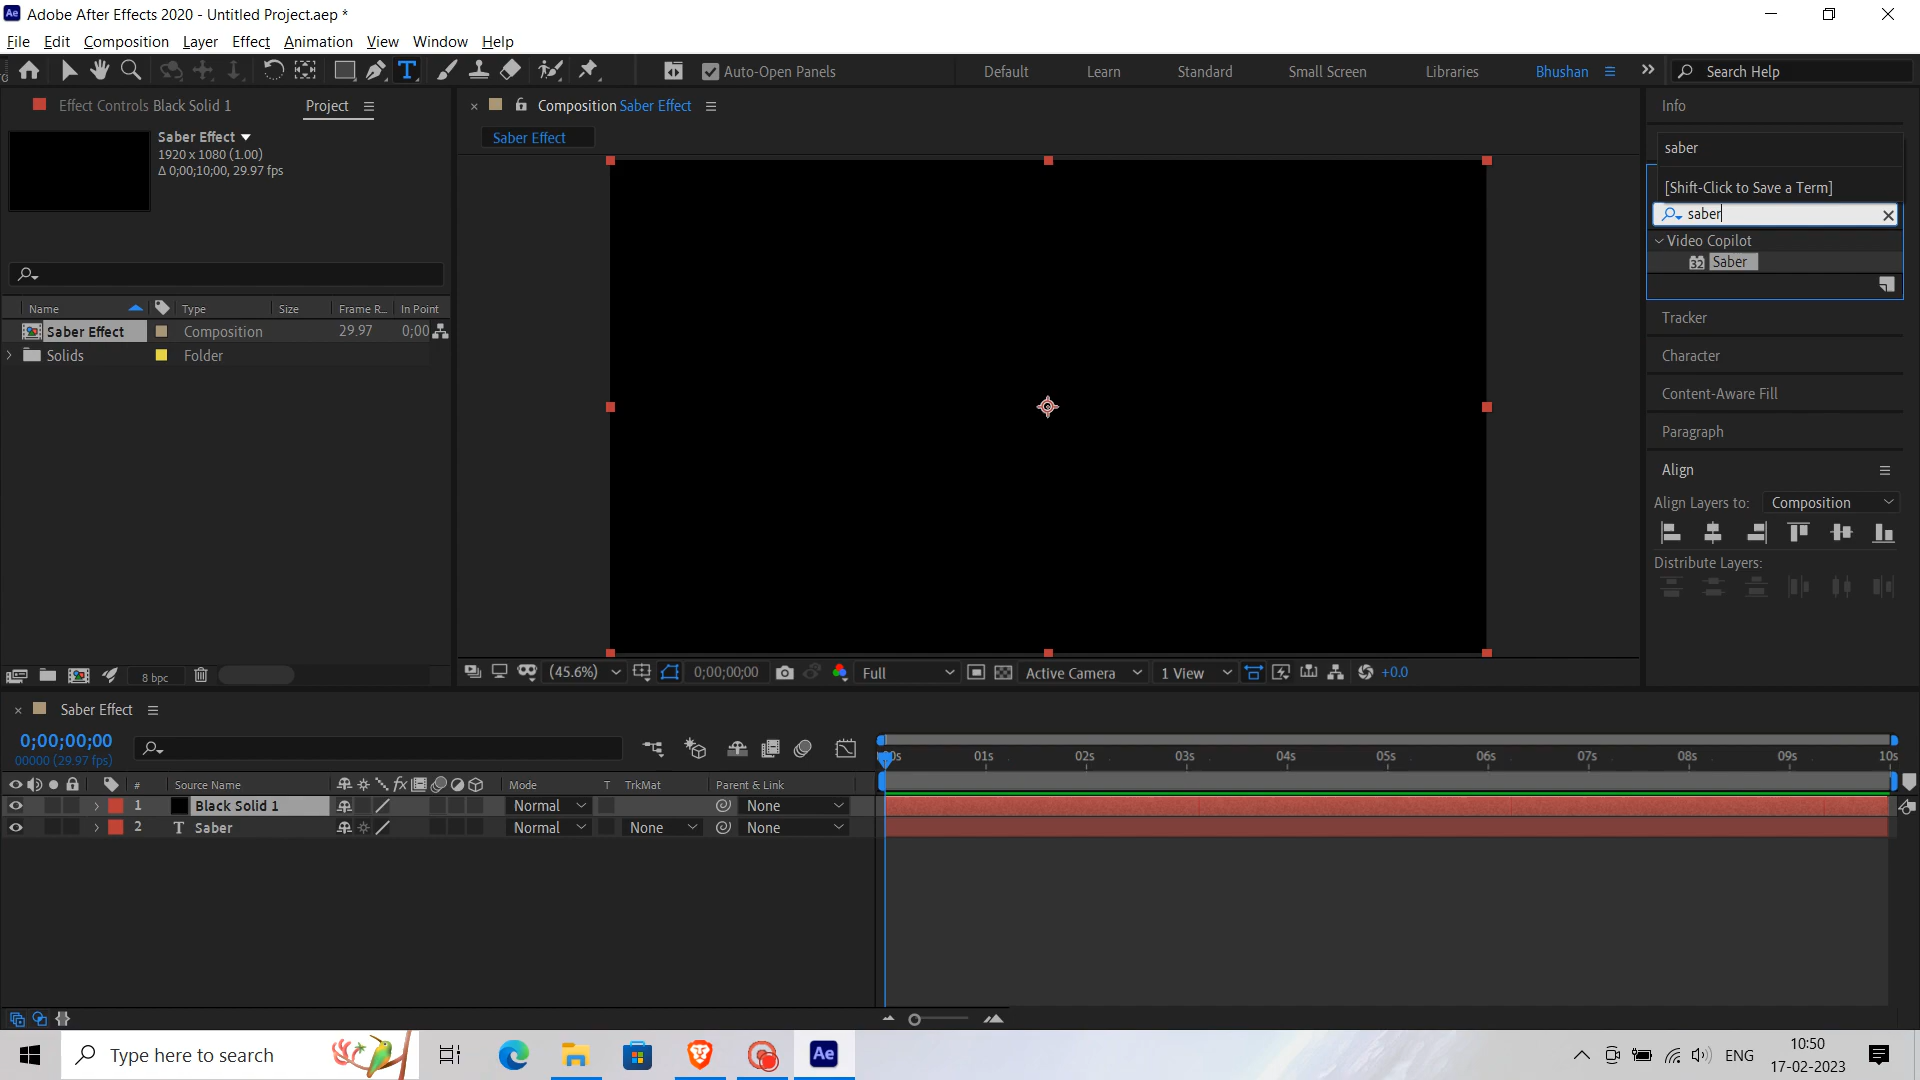 Adobe After Effects 2020 - Untitled Project.aep *
File Edit Composition Layer Effect Animation View Window Help
Auto-Open Panels Default Learn Standard Small Screen Libraries Bhushan Search Help
Effect Controls Black Solid 1 Project
Composition Saber Effect
Info
Saber Effect
1920 x 1080 (1.00)
Δ 0;00;10;00, 29.97 fps
Saber Effect
saber
[Shift-Click to Save a Term]
saber
Video Copilot
32 Saber
Name Type Size Frame R... In Point
Saber Effect Composition 29.97 0;00
Solids Folder
Tracker
Character
Content-Aware Fill
Paragraph
Align
Align Layers to: Composition
Distribute Layers:
8 bpc
(45.6%) 0;00;00;00 Full Active Camera 1 View +0.0
Saber Effect
0;00;00;00
00000 (29.97 fps)
00s 01s 02s 03s 04s 05s 06s 07s 08s 09s 10s
# Source Name fx Mode T TrkMat Parent & Link
1 Black Solid 1 Normal None
2 T Saber Normal None None
Type here to search
Ae
ENG
10:50
17-02-2023